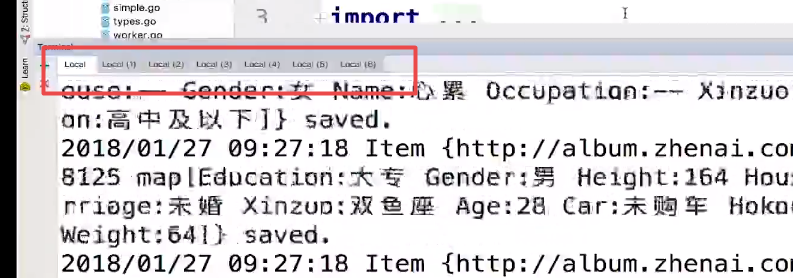 simple.go
types.go
worker.go
3 +import ...
Z: Struct
Learn
Terminal
Local Local (1) Local (2) Local (3) Local (4) Local (5) Local (6)
ouse:—— Gender:女 Name:心累 Occupation:—— Xinzuo
on:高中及以下]} saved.
2018/01/27 09:27:18 Item {http://album.zhenai.co
8125 map[Education:大专 Gender:男 Height:164 Hou
rriage:未婚 Xinzuo:双鱼座 Age:28 Car:未购车 Hoko
Weight:64]} saved.
2018/01/27 09:27:18 Item {http://album.zhenai.co